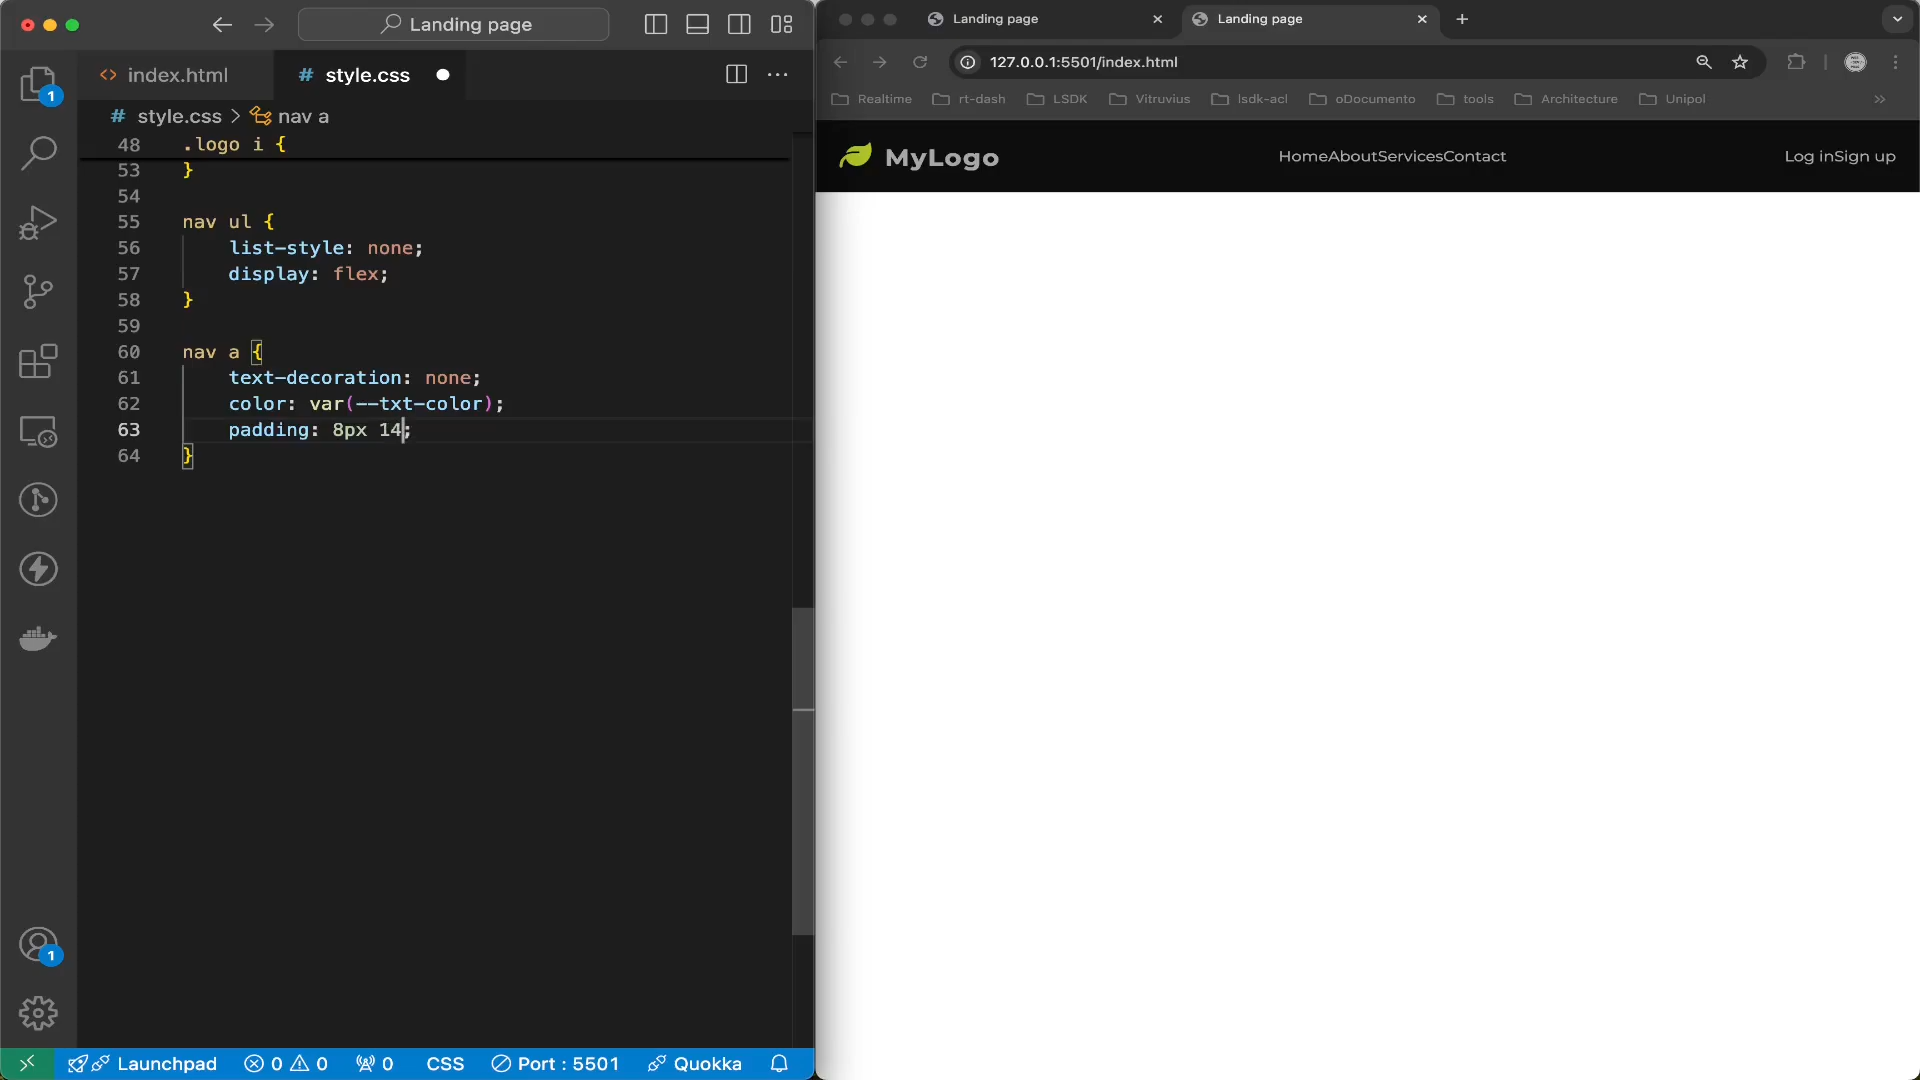 Landing page
index.html
# style.css
# style.css > nav a
48 .logo i {
53 }
54
55 nav ul {
56 list-style: none;
57 display: flex;
58 }
59
60 nav a {
61 text-decoration: none;
62 color: var(--txt-color);
63 padding: 8px 14;
64 }
1
1
Launchpad 0 0 0 CSS Port : 5501 Quokka
Landing page
Landing page
127.0.0.1:5501/index.html
Realtime rt-dash LSDK Vitruvius lsdk-acl oDocumento tools Architecture Unipol
MyLogo
HomeAboutServicesContact
Log inSign up